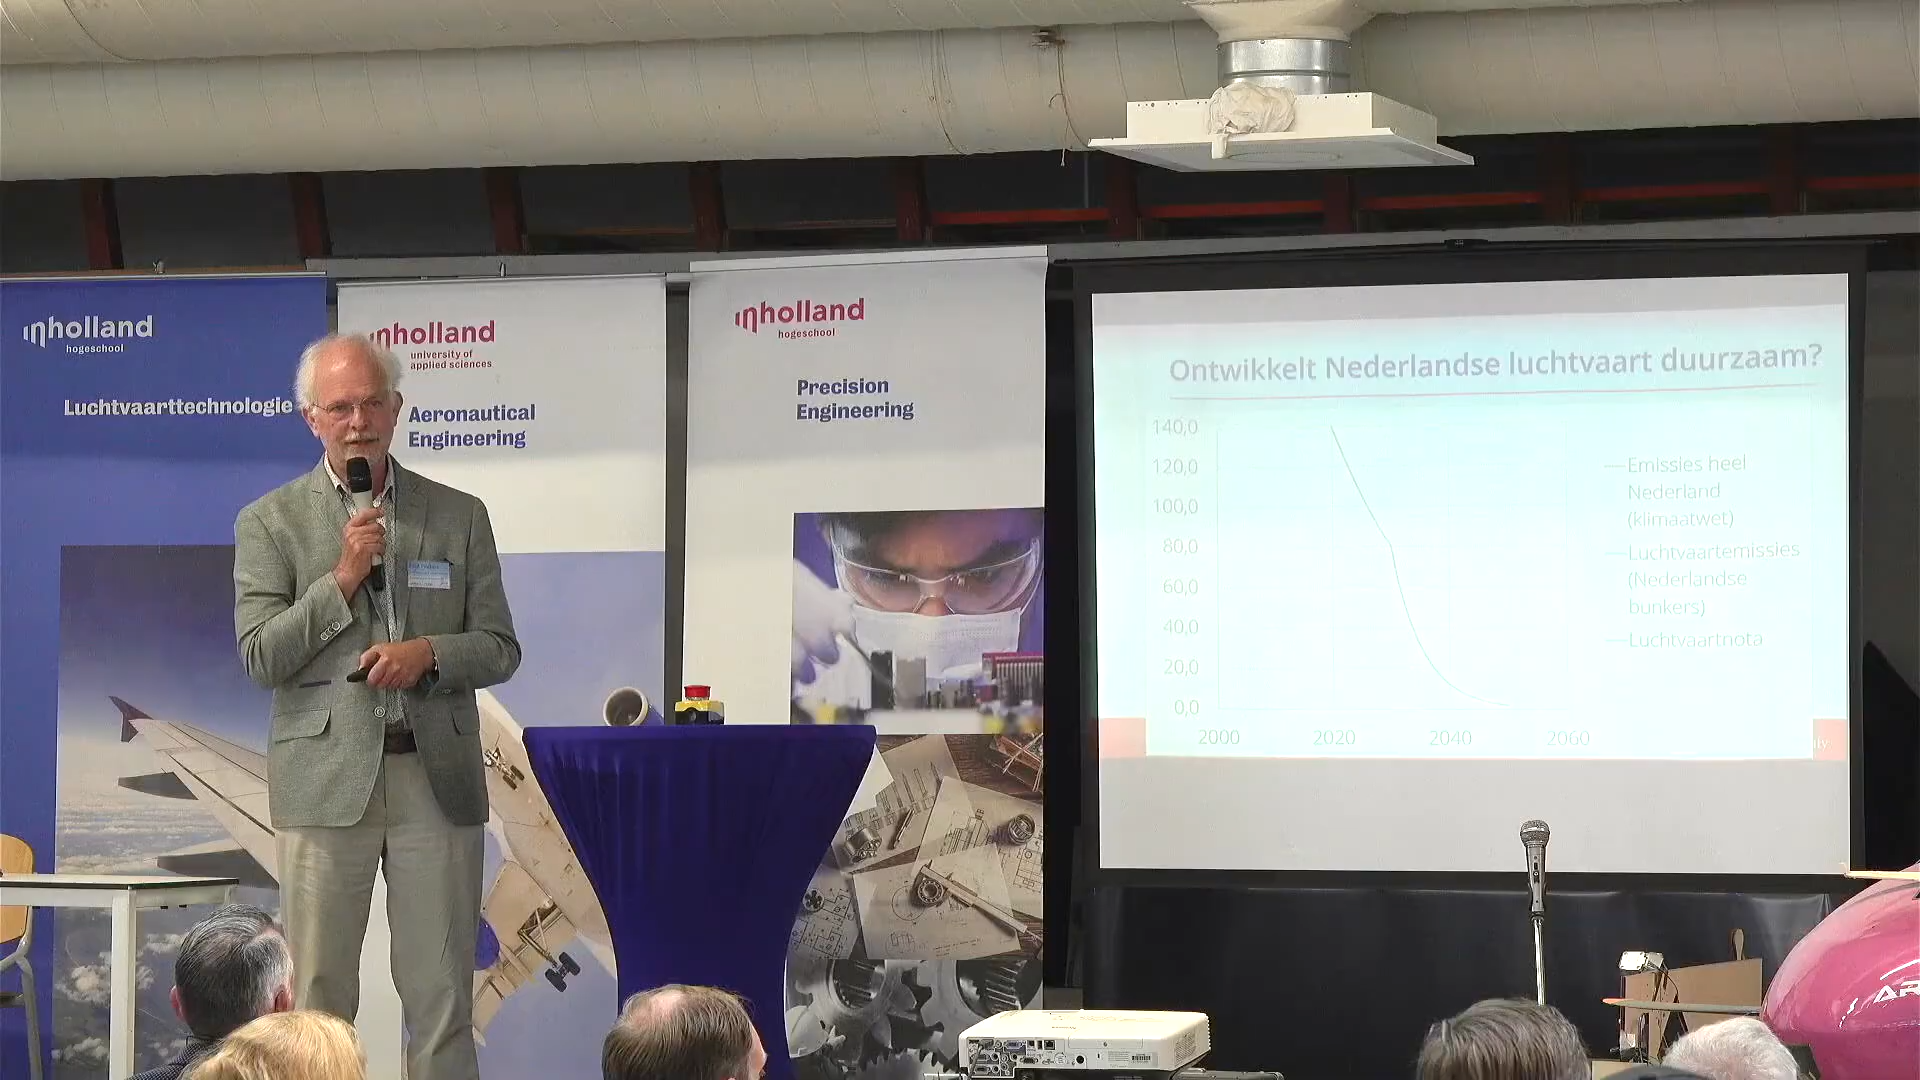 inholland
hogeschool
Luchtvaarttechnologie
inholland
university of
applied sciences
Aeronautical
Engineering
inholland
hogeschool
Precision
Engineering
Ontwikkelt Nederlandse luchtvaart duurzaam?
140,0
120,0
100,0
80,0
60,0
40,0
20,0
0,0
2000
2020
2040
2060
Emissies heel
Nederland
(klimaatwet)
Luchtvaartemissies
(Nederlandse
bunkers)
Luchtvaartnota